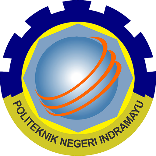 POLITEKNIK NEGERI INDRAMAYU